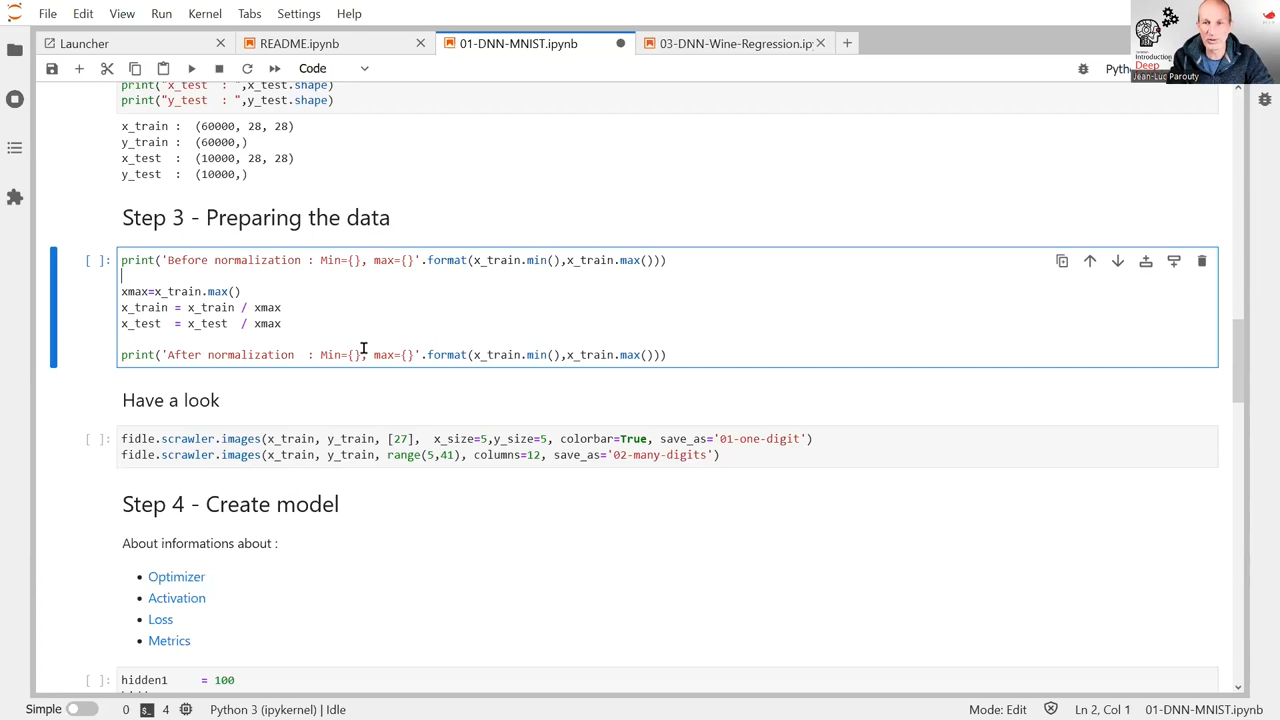 File Edit View Run Kernel Tabs Settings Help
Launcher README.ipynb 01-DNN-MNIST.ipynb 03-DNN-Wine-Regression.ip
Code
Introduction
Deep
Jean-Luc Parouty
print("x_test  : ",x_test.shape)
print("y_test  : ",y_test.shape)
x_train :  (60000, 28, 28)
y_train :  (60000,)
x_test  :  (10000, 28, 28)
y_test  :  (10000,)
Step 3 - Preparing the data
[ ]: print('Before normalization : Min={}, max={}'.format(x_train.min(),x_train.max()))
xmax=x_train.max()
x_train = x_train / xmax
x_test  = x_test  / xmax
print('After normalization  : Min={}, max={}'.format(x_train.min(),x_train.max()))
Have a look
[ ]: fidle.scrawler.images(x_train, y_train, [27],  x_size=5,y_size=5, colorbar=True, save_as='01-one-digit')
fidle.scrawler.images(x_train, y_train, range(5,41), columns=12, save_as='02-many-digits')
Step 4 - Create model
About informations about :
• Optimizer
• Activation
• Loss
• Metrics
[ ]: hidden1     = 100
Simple 0 4 Python 3 (ipykernel) | Idle Mode: Edit Ln 2, Col 1 01-DNN-MNIST.ipynb